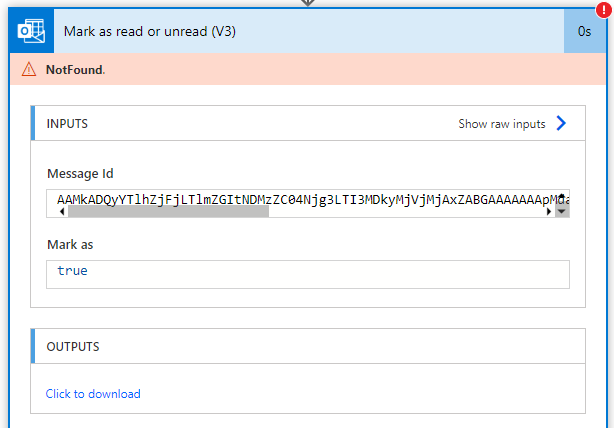 Mark as read or unread (V3)
0s
!
NotFound.
INPUTS
Show raw inputs
Message Id
AAMkADQyYTlhZjFjLTlmZGItNDMzZC04Njg3LTI3MDkyMjVjMjAxZABGAAAAAAApM
Mark as
true
OUTPUTS
Click to download